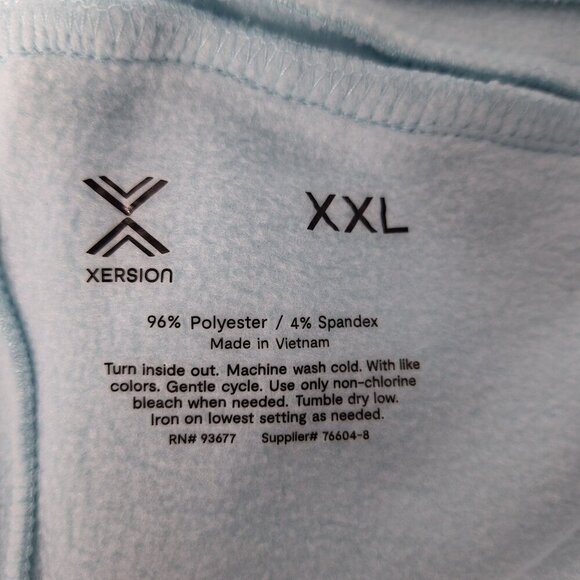 XXL
XERSION
96% Polyester / 4% Spandex
Made in Vietnam
Turn inside out. Machine wash cold. With like
colors. Gentle cycle. Use only non-chlorine
bleach when needed. Tumble dry low.
Iron on lowest setting as needed.
RN# 93677 Supplier# 76604-8